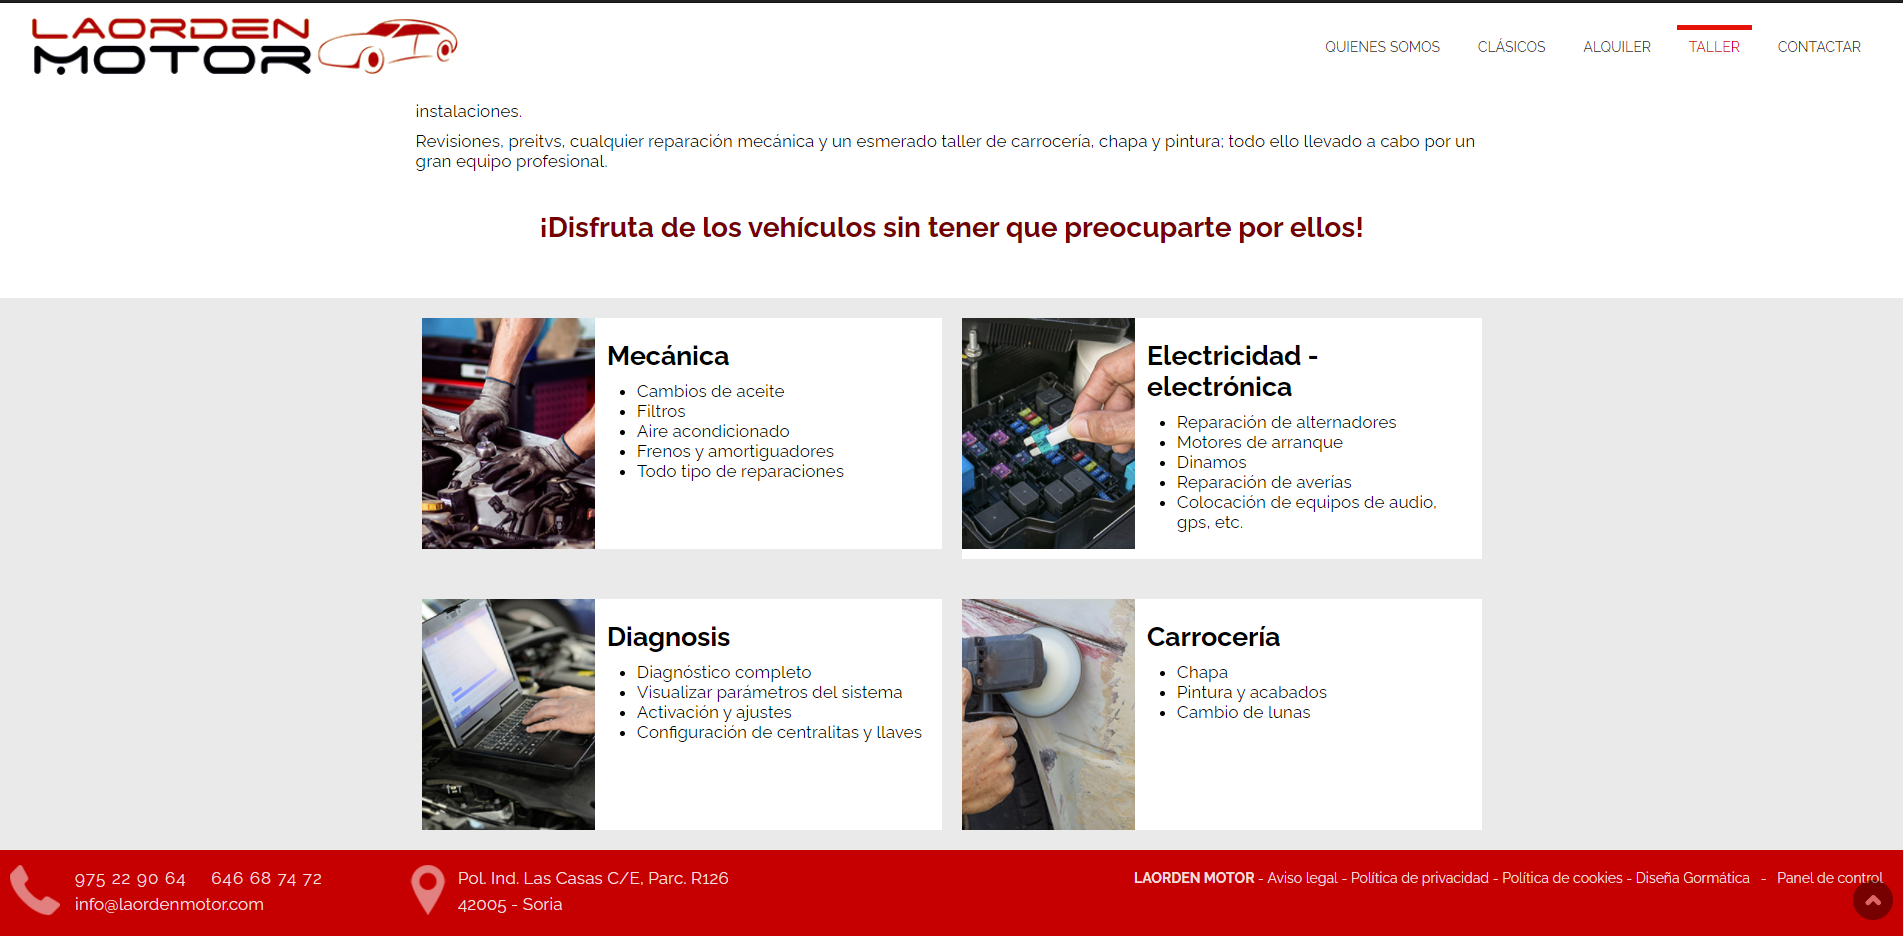 LAORDEN
MOTOR
QUIENES SOMOS
CLÁSICOS
ALQUILER
TALLER
CONTACTAR
instalaciones.
Revisiones, preitvs, cualquier reparación mecánica y un esmerado taller de carrocería, chapa y pintura; todo ello llevado a cabo por un
gran equipo profesional.
¡Disfruta de los vehículos sin tener que preocuparte por ellos!
Mecánica
Cambios de aceite
Filtros
Aire acondicionado
Frenos y amortiguadores
Todo tipo de reparaciones
Electricidad -
electrónica
Reparación de alternadores
Motores de arranque
Dinamos
Reparación de averías
Colocación de equipos de audio,
gps, etc.
Diagnosis
Diagnóstico completo
Visualizar parámetros del sistema
Activación y ajustes
Configuración de centralitas y llaves
Carrocería
Chapa
Pintura y acabados
Cambio de lunas
975 22 90 64 646 68 74 72
info@laordenmotor.com
Pol. Ind. Las Casas C/E, Parc. R126
42005 - Soria
LAORDEN MOTOR - Aviso legal - Política de privacidad - Política de cookies - Diseña Gormática - Panel de control